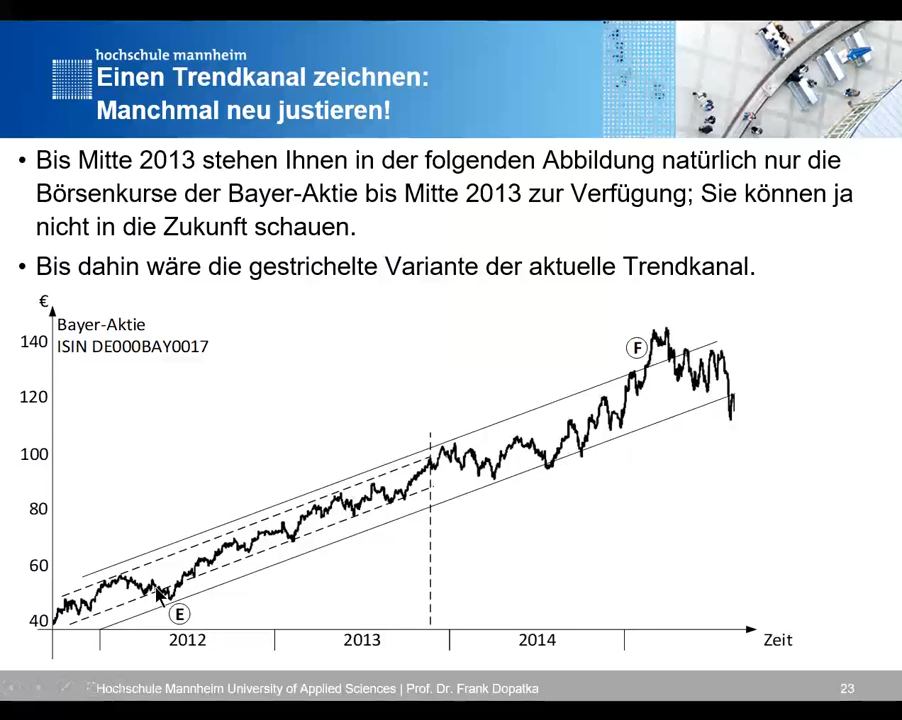 hochschule mannheim
Einen Trendkanal zeichnen:
Manchmal neu justieren!
• Bis Mitte 2013 stehen Ihnen in der folgenden Abbildung natürlich nur die
Börsenkurse der Bayer-Aktie bis Mitte 2013 zur Verfügung; Sie können ja
nicht in die Zukunft schauen.
• Bis dahin wäre die gestrichelte Variante der aktuelle Trendkanal.
€
Bayer-Aktie
ISIN DE000BAY0017
140
120
100
80
60
40
F
E
2012
2013
2014
Zeit
Hochschule Mannheim University of Applied Sciences | Prof. Dr. Frank Dopatka
23